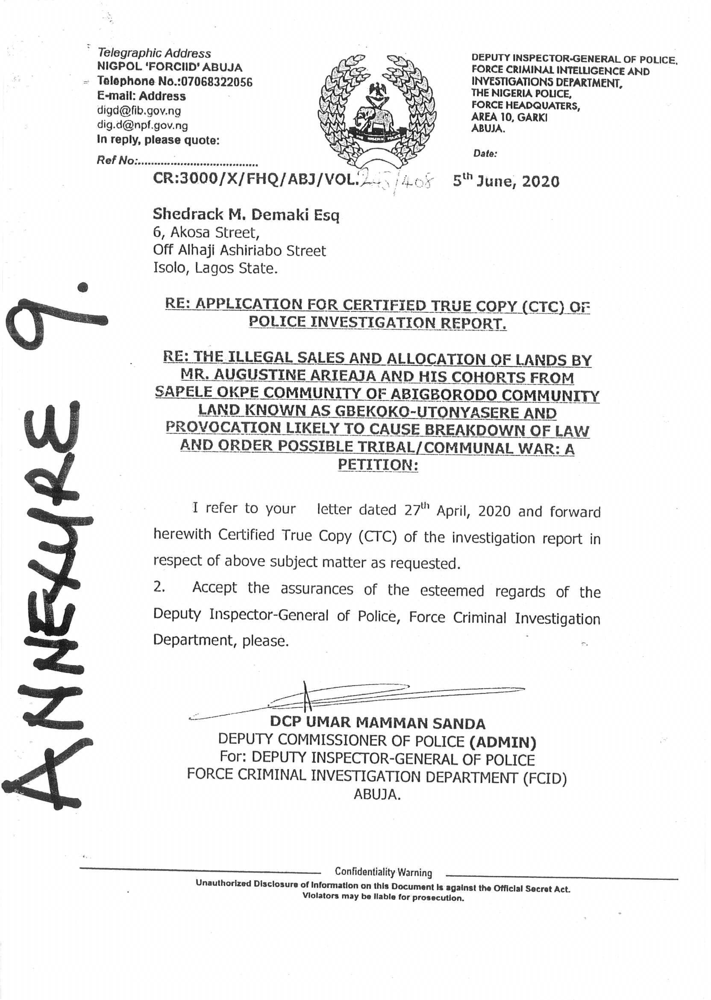 Telegraphic Address
NIGPOL 'FORCIID' ABUJA
Telephone No.:07068322056
E-mail: Address
digd@fib.gov.ng
dig.d@npf.gov.ng
In reply, please quote:
Ref No:....................................
DEPUTY INSPECTOR-GENERAL OF POLICE,
FORCE CRIMINAL INTELLIGENCE AND
INVESTIGATIONS DEPARTMENT,
THE NIGERIA POLICE,
FORCE HEADQUATERS,
AREA 10, GARKI
ABUJA.
Date:
THE NIGERIA POLICE
CR:3000/X/FHQ/ABJ/VOL.245/408 5th June, 2020
Shedrack M. Demaki Esq
6, Akosa Street,
Off Alhaji Ashiriabo Street
Isolo, Lagos State.
RE: APPLICATION FOR CERTIFIED TRUE COPY (CTC) OF
POLICE INVESTIGATION REPORT.
RE: THE ILLEGAL SALES AND ALLOCATION OF LANDS BY
MR. AUGUSTINE ARIEAJA AND HIS COHORTS FROM
SAPELE OKPE COMMUNITY OF ABIGBORODO COMMUNITY
LAND KNOWN AS GBEKOKO-UTONYASERE AND
PROVOCATION LIKELY TO CAUSE BREAKDOWN OF LAW
AND ORDER POSSIBLE TRIBAL/COMMUNAL WAR: A
PETITION:
I refer to your letter dated 27th April, 2020 and forward
herewith Certified True Copy (CTC) of the investigation report in
respect of above subject matter as requested.
2. Accept the assurances of the esteemed regards of the
Deputy Inspector-General of Police, Force Criminal Investigation
Department, please.
DCP UMAR MAMMAN SANDA
DEPUTY COMMISSIONER OF POLICE (ADMIN)
For: DEPUTY INSPECTOR-GENERAL OF POLICE
FORCE CRIMINAL INVESTIGATION DEPARTMENT (FCID)
ABUJA.
Confidentiality Warning
Unauthorized Disclosure of Information on this Document is against the Official Secret Act.
Violators may be liable for prosecution.
ANNEXURE 9.